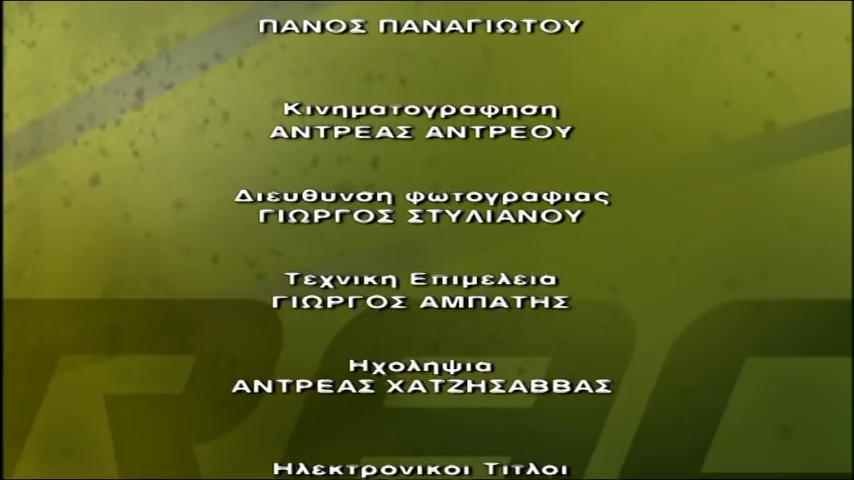 ΠΑΝΟΣ ΠΑΝΑΓΙΩΤΟΥ
Κινηματογραφηση
ΑΝΤΡΕΑΣ ΑΝΤΡΕΟΥ
Διευθυνση φωτογραφιας
ΓΙΩΡΓΟΣ ΣΤΥΛΙΑΝΟΥ
Τεχνικη Επιμελεια
ΓΙΩΡΓΟΣ ΑΜΠΑΤΗΣ
Ηχοληψια
ΑΝΤΡΕΑΣ ΧΑΤΖΗΣΑΒΒΑΣ
Ηλεκτρονικοι Τιτλοι